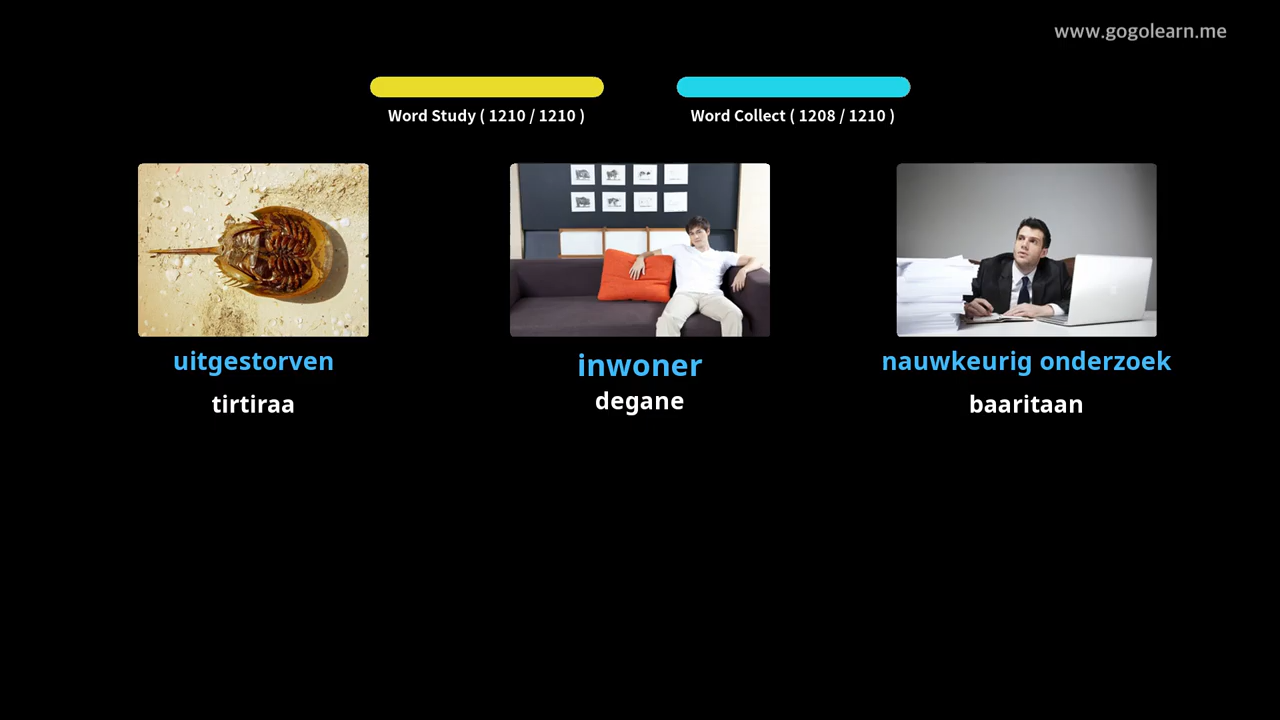 www.gogolearn.me
Word Study ( 1210 / 1210 )
Word Collect ( 1208 / 1210 )
uitgestorven
inwoner
nauwkeurig onderzoek
tirtiraa
degane
baaritaan